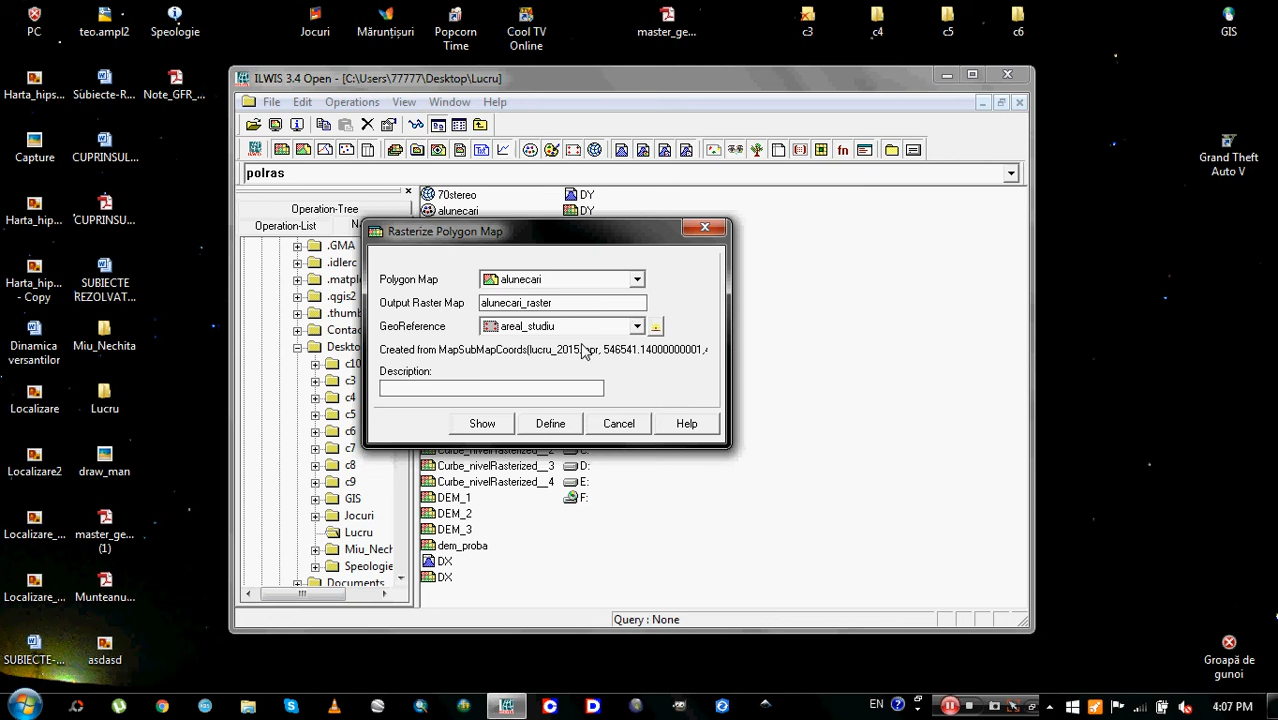 PC
teo.ampl2
Speologie
Jocuri
Mărunțișuri
Popcorn Time
Cool TV Online
master_ge...
c3
c4
c5
c6
GIS
Harta_hips...
Subiecte-R...
Note_GFR_...
Capture
CUPRINSUL...
Harta_hip...
CUPRINSU...
Harta_hip... - Copy
SUBIECTE REZOLVAT...
Dinamica versantilor
Miu_Nechita
Localizare
Lucru
Localizare2
draw_man
Localizare_...
master_ge... (1)
Localizare_...
Munteanu...
SUBIECTE-...
asdasd
Grand Theft Auto V
Groapă de gunoi
ILWIS 3.4 Open - [C:\Users\77777\Desktop\Lucru]
File Edit Operations View Window Help
polras
Operation-Tree
Operation-List
.GMA
.idlerc
.matpl
.qgis2
.thumb
Contac
Deskto
c10
c3
c4
c5
c6
c7
c8
c9
GIS
Jocuri
Lucru
Miu_Nech
Speologie
Documents
70stereo
DY
alunecari
DY
Curbe_nivelRasterized__2
Curbe_nivelRasterized__3
D:
Curbe_nivelRasterized__4
E:
DEM_1
F:
DEM_2
DEM_3
dem_proba
DX
DX
Query : None
Rasterize Polygon Map
Polygon Map alunecari
Output Raster Map alunecari_raster
GeoReference areal_studiu
Created from MapSubMapCoords(lucru_2015.mpr, 546541.14000000001,4
Description:
Show Define Cancel Help
EN
4:07 PM